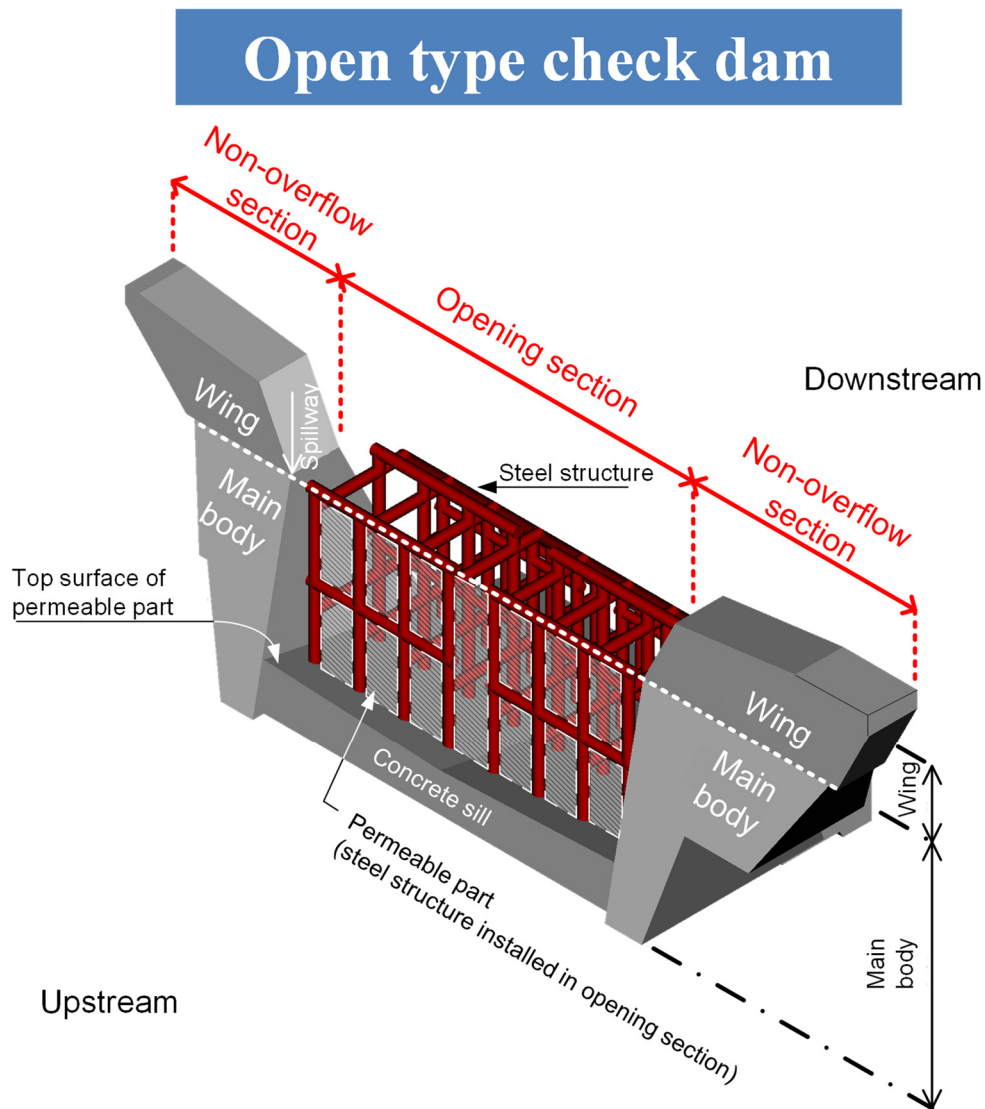 Open type check dam
Non-overflow
section
Opening section
Downstream
Non-overflow
section
Wing
Spillway
Steel structure
Main
body
Top surface of
permeable part
Wing
Main
body
Wing
Concrete sill
Permeable part
(steel structure installed in opening section)
Main
body
Upstream